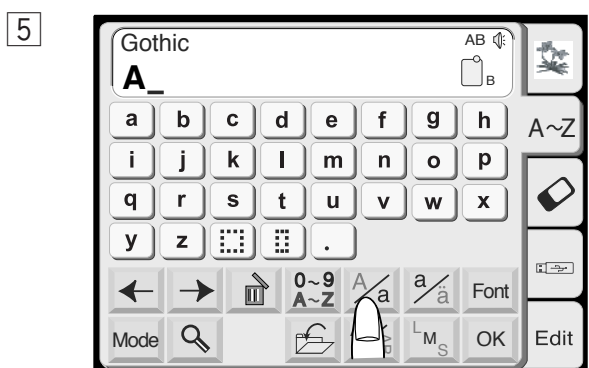 5
Gothic AB
A_ B
a b c d e f g h A~Z
i j k l m n o p
q r s t u v w x
y z .
0~9 A/a a/ä Font
A~Z
Mode L M S OK Edit